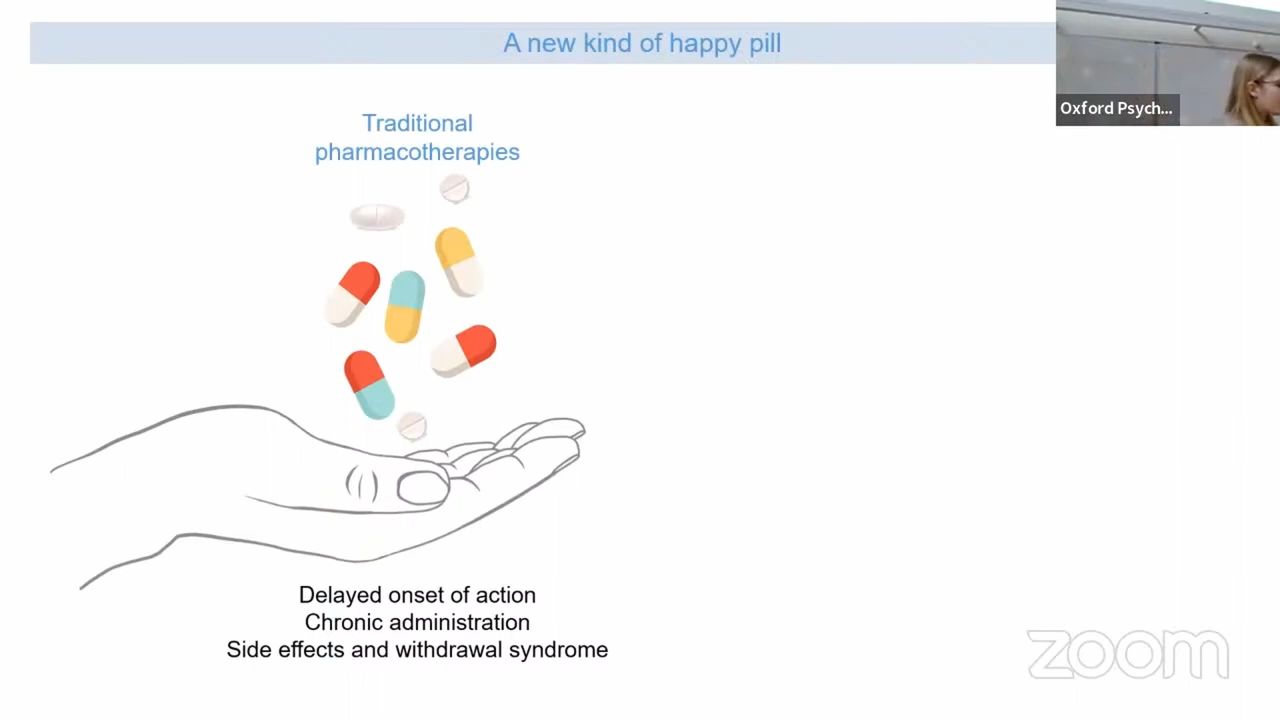 A new kind of happy pill
Oxford Psych...
Traditional
pharmacotherapies
Delayed onset of action
Chronic administration
Side effects and withdrawal syndrome
zoom